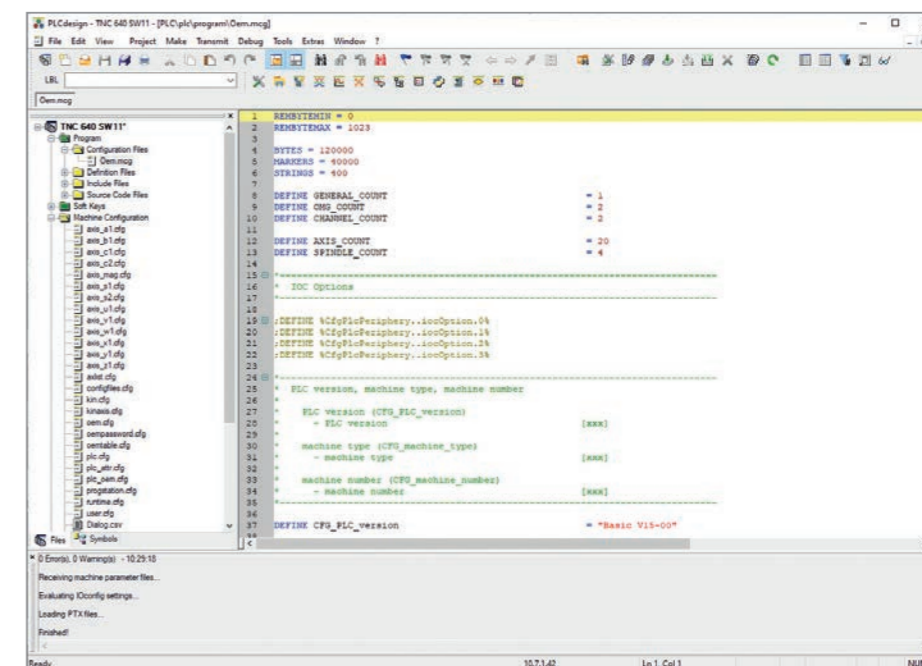 PLCdesign - TNC 640 SW11 - [PLC\plc\program\Oem.mcg]
File Edit View Project Make Transmit Debug Tools Extras Window ?
LBL
Oem.mcg
TNC 640 SW11*
Program
Configuration Files
Oem.mcg
Definition Files
Include Files
Source Code Files
Soft Keys
Machine Configuration
axis_a1.cfg
axis_b1.cfg
axis_c1.cfg
axis_c2.cfg
axis_mag.cfg
axis_s1.cfg
axis_s2.cfg
axis_u1.cfg
axis_v1.cfg
axis_w1.cfg
axis_x1.cfg
axis_y1.cfg
axis_z1.cfg
axlist.cfg
configfiles.cfg
kin.cfg
kinaxis.cfg
oem.cfg
oempassword.cfg
oemtable.cfg
plc.cfg
plc_attr.cfg
plc_oem.cfg
progstation.cfg
runtime.cfg
user.cfg
Dialog.csv
Files Symbols
1 REMBYTEMIN = 0
2 REMBYTEMAX = 1023
3
4 BYTES = 120000
5 MARKERS = 40000
6 STRINGS = 400
7
8 DEFINE GENERAL_COUNT = 1
9 DEFINE OMG_COUNT = 2
10 DEFINE CHANNEL_COUNT = 2
11
12 DEFINE AXIS_COUNT = 20
13 DEFINE SPINDLE_COUNT = 4
14
15 *
16 * IOC Options
17 *
18
19 ;DEFINE %CfgPlcPeriphery..iocOption.0%
20 ;DEFINE %CfgPlcPeriphery..iocOption.1%
21 ;DEFINE %CfgPlcPeriphery..iocOption.2%
22 ;DEFINE %CfgPlcPeriphery..iocOption.3%
23
24 *
25 * PLC version, machine type, machine number
26 *
27 * PLC version (CFG_PLC_version)
28 * - PLC version [xxx]
29 *
30 * machine type (CFG_machine_type)
31 * - machine type [xxx]
32 *
33 * machine number (CFG_machine_number)
34 * - machine number [xxx]
35 *
36
37 DEFINE CFG_PLC_version = "Basic V15-00"
38
0 Error(s), 0 Warning(s) - 10:29:18
Receiving machine parameter files...
Evaluating IOconfig settings...
Loading PTX files...
Finished!
Ready 10.7.1.42 Ln 1, Col 1 NUM